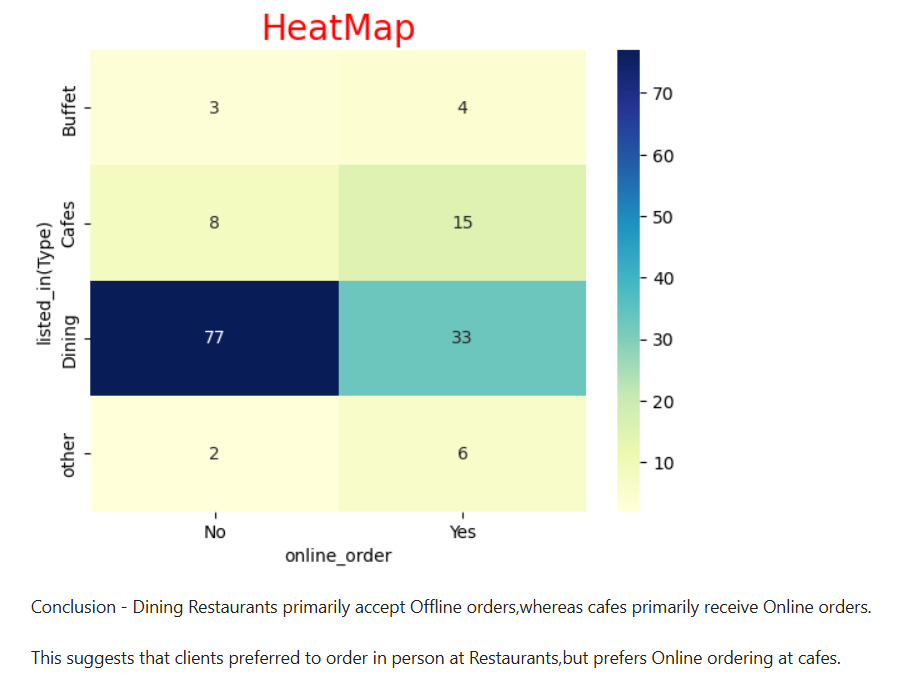 HeatMap
Buffet 3 4
Cafes 8 15
Dining 77 33
other 2 6
No Yes
online_order
listed_in(Type)
70
60
50
40
30
20
10
Conclusion - Dining Restaurants primarily accept Offline orders,whereas cafes primarily receive Online orders.
This suggests that clients preferred to order in person at Restaurants,but prefers Online ordering at cafes.